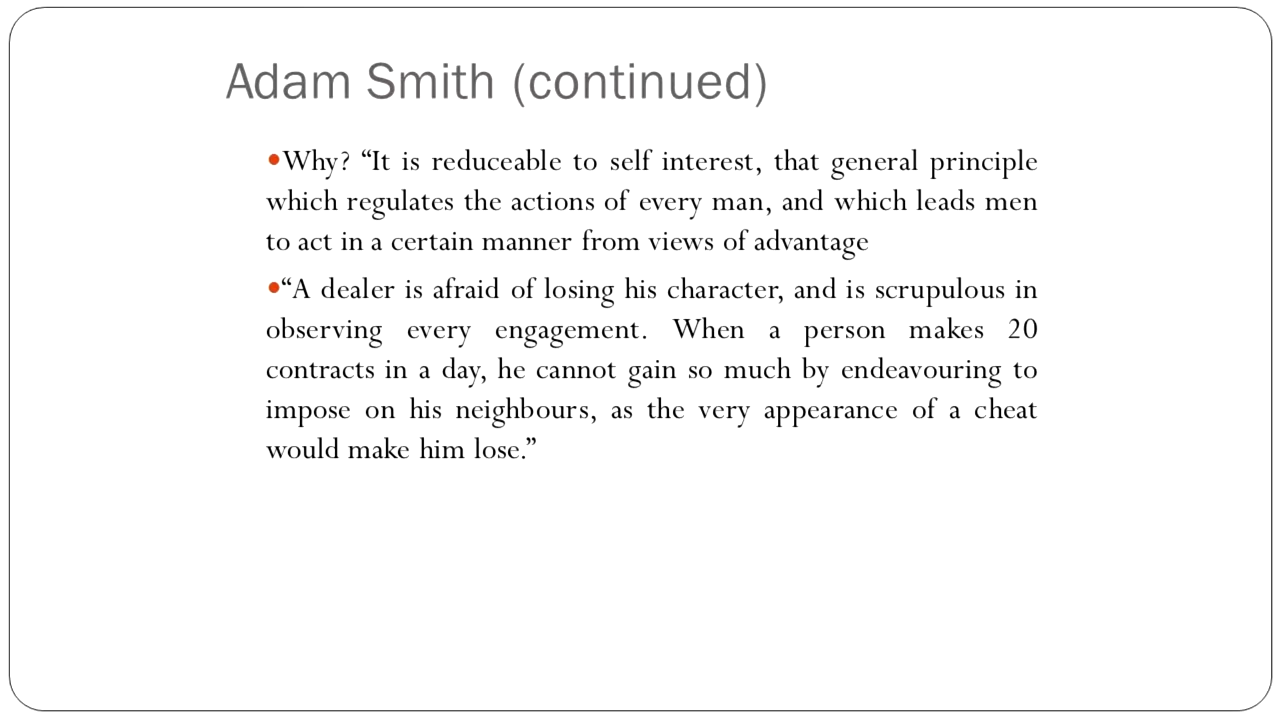 Adam Smith (continued)
•Why? “It is reduceable to self interest, that general principle
which regulates the actions of every man, and which leads men
to act in a certain manner from views of advantage
•“A dealer is afraid of losing his character, and is scrupulous in
observing every engagement. When a person makes 20
contracts in a day, he cannot gain so much by endeavouring to
impose on his neighbours, as the very appearance of a cheat
would make him lose.”